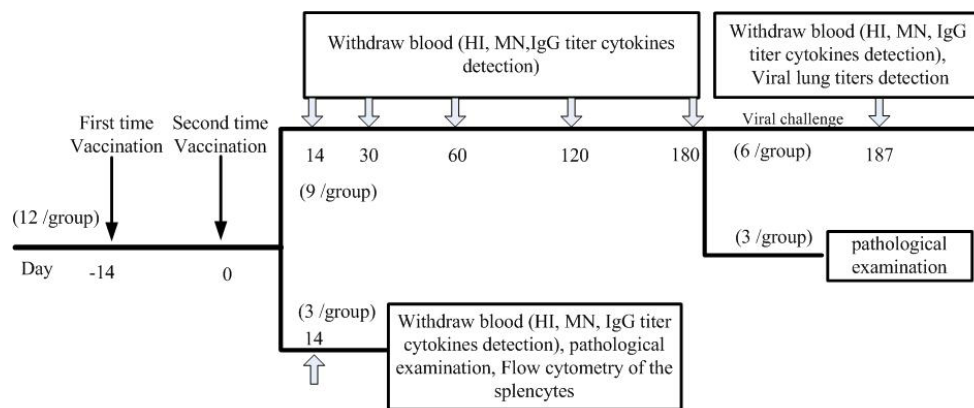 Withdraw blood (HI, MN,IgG titer cytokines
detection)
Withdraw blood (HI, MN, IgG
titer cytokines detection),
Viral lung titers detection
First time
Vaccination
Second time
Vaccination
Viral challenge
14
30
60
120
180
(6 /group)
187
(9 /group)
(12 /group)
(3 /group)
pathological
examination
Day
-14
0
(3 /group)
14
Withdraw blood (HI, MN, IgG titer
cytokines detection), pathological
examination, Flow cytometry of the
splencytes